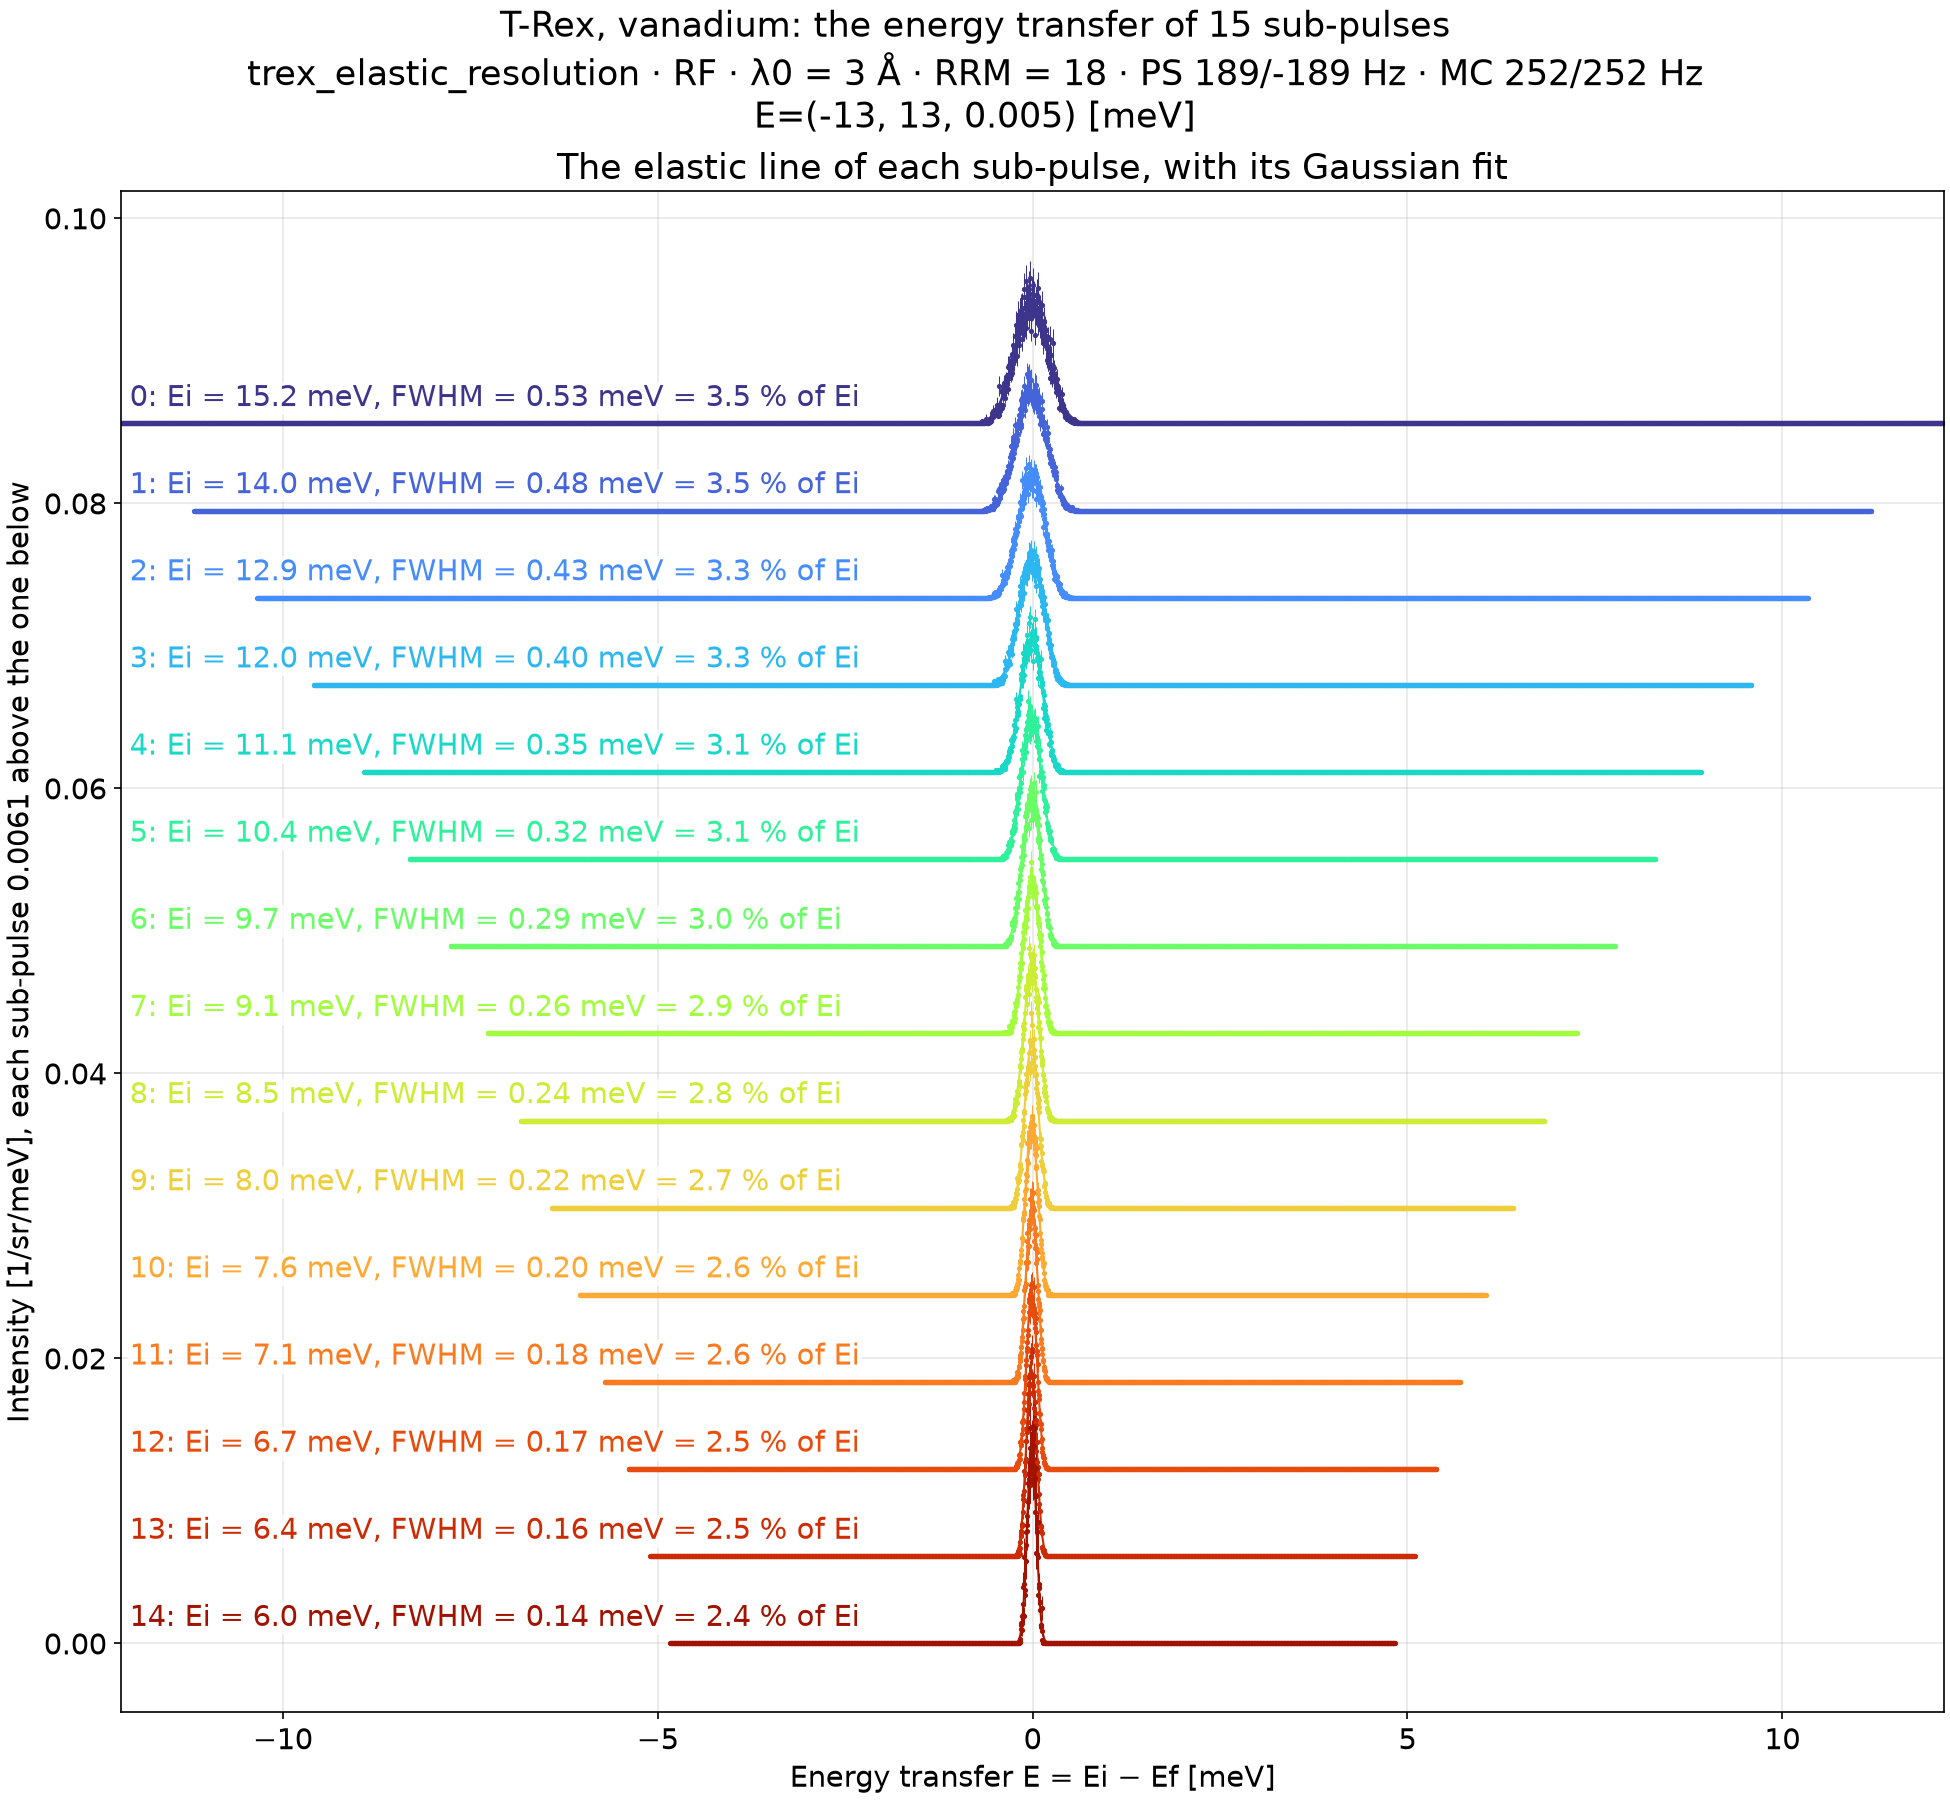 T-Rex, vanadium: the energy transfer of 15 sub-pulses
trex_elastic_resolution · RF · λ0 = 3 Å · RRM = 18 · PS 189/-189 Hz · MC 252/252 Hz
E=(-13, 13, 0.005) [meV]
The elastic line of each sub-pulse, with its Gaussian fit
Intensity [1/sr/meV], each sub-pulse 0.0061 above the one below
0.10
0.08
0.06
0.04
0.02
0.00
0: Ei = 15.2 meV, FWHM = 0.53 meV = 3.5 % of Ei
1: Ei = 14.0 meV, FWHM = 0.48 meV = 3.5 % of Ei
2: Ei = 12.9 meV, FWHM = 0.43 meV = 3.3 % of Ei
3: Ei = 12.0 meV, FWHM = 0.40 meV = 3.3 % of Ei
4: Ei = 11.1 meV, FWHM = 0.35 meV = 3.1 % of Ei
5: Ei = 10.4 meV, FWHM = 0.32 meV = 3.1 % of Ei
6: Ei = 9.7 meV, FWHM = 0.29 meV = 3.0 % of Ei
7: Ei = 9.1 meV, FWHM = 0.26 meV = 2.9 % of Ei
8: Ei = 8.5 meV, FWHM = 0.24 meV = 2.8 % of Ei
9: Ei = 8.0 meV, FWHM = 0.22 meV = 2.7 % of Ei
10: Ei = 7.6 meV, FWHM = 0.20 meV = 2.6 % of Ei
11: Ei = 7.1 meV, FWHM = 0.18 meV = 2.6 % of Ei
12: Ei = 6.7 meV, FWHM = 0.17 meV = 2.5 % of Ei
13: Ei = 6.4 meV, FWHM = 0.16 meV = 2.5 % of Ei
14: Ei = 6.0 meV, FWHM = 0.14 meV = 2.4 % of Ei
−10
−5
0
5
10
Energy transfer E = Ei − Ef [meV]